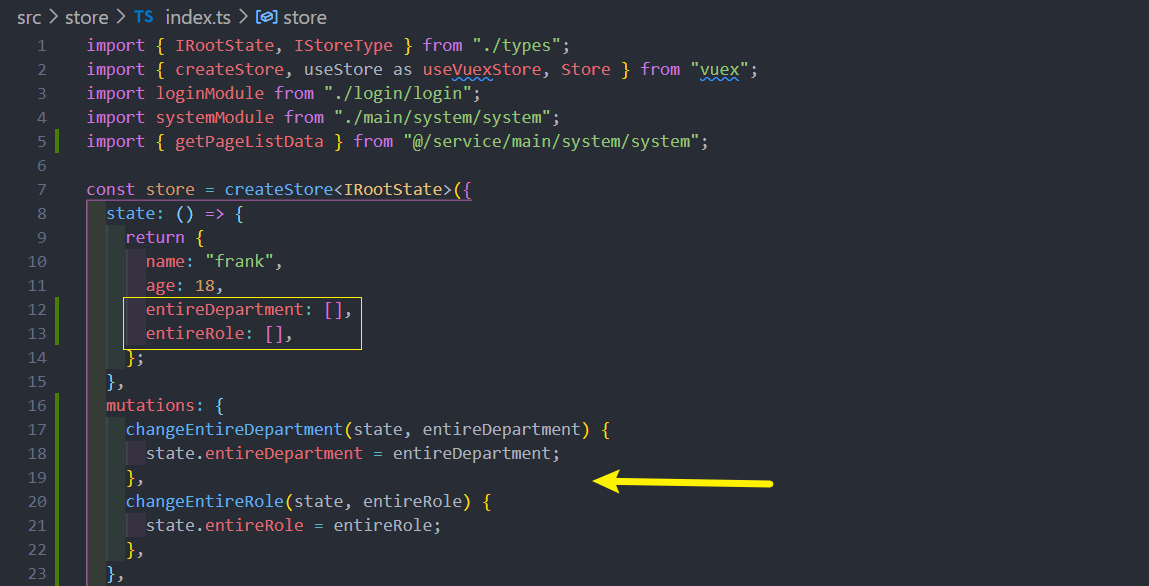 src > store > TS index.ts > store
1 import { IRootState, IStoreType } from "./types";
2 import { createStore, useStore as useVuexStore, Store } from "vuex";
3 import loginModule from "./login/login";
4 import systemModule from "./main/system/system";
5 import { getPageListData } from "@/service/main/system/system";
6
7 const store = createStore<IRootState>({
8   state: () => {
9     return {
10       name: "frank",
11       age: 18,
12       entireDepartment: [],
13       entireRole: [],
14     };
15   },
16   mutations: {
17     changeEntireDepartment(state, entireDepartment) {
18       state.entireDepartment = entireDepartment;
19     },
20     changeEntireRole(state, entireRole) {
21       state.entireRole = entireRole;
22     },
23   },